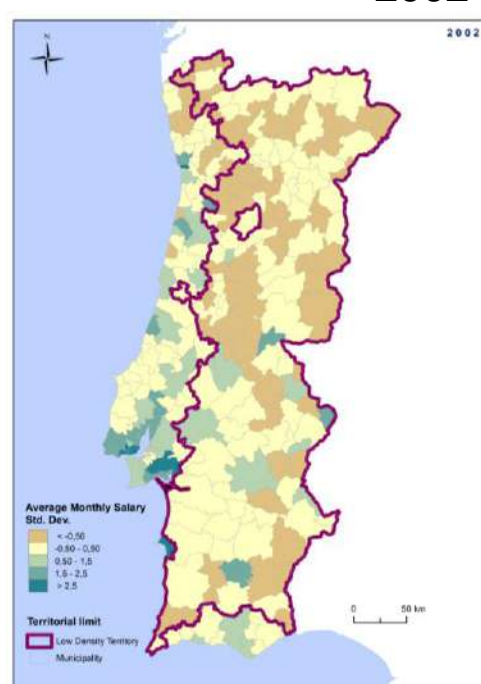 2002
N
Average Monthly Salary
Std. Dev.
< -0,50
-0,50 - 0,50
0,50 - 1,5
1,5 - 2,5
> 2,5
Territorial limit
Low Density Territory
Municipality
0 50 km